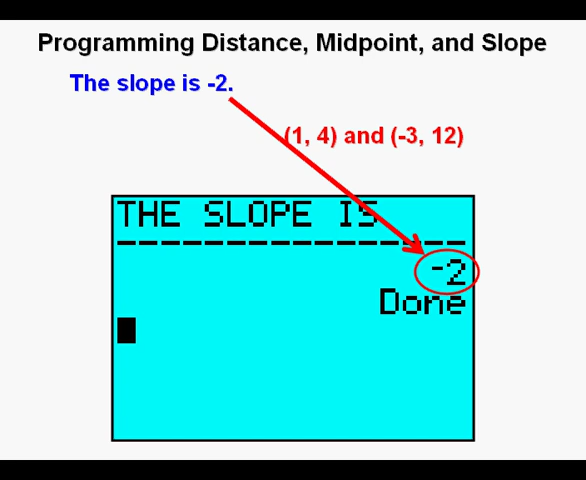 Programming Distance, Midpoint, and Slope
The slope is -2.
(1, 4) and (-3, 12)
THE SLOPE IS
----------------
-2
Done